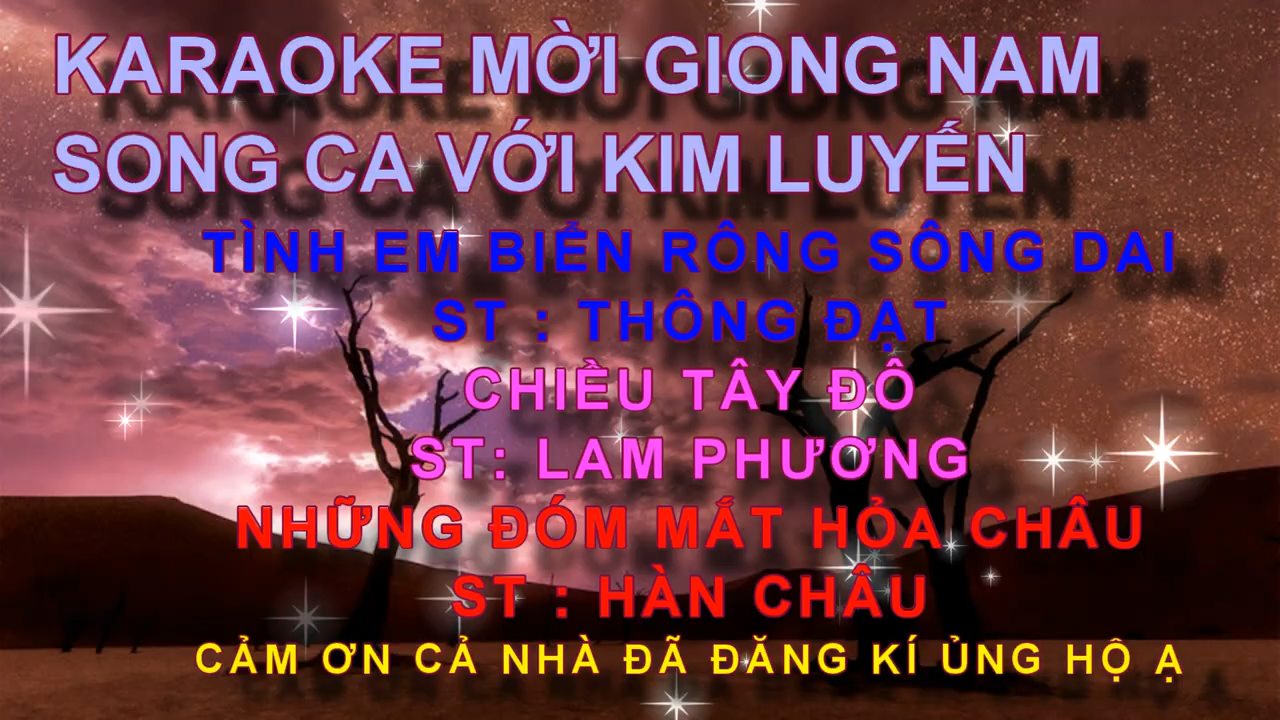 KARAOKE MỜI GIONG NAM
SONG CA VỚI KIM LUYẾN
TÌNH EM BIỂN RÔNG SÔNG DAI
ST : THÔNG ĐẠT
CHIỀU TÂY ĐÔ
ST: LAM PHƯƠNG
NHỮNG ĐÓM MẮT HỎA CHÂU
ST : HÀN CHÂU
CẢM ƠN CẢ NHÀ ĐÃ ĐĂNG KÍ ỦNG HỘ Ạ